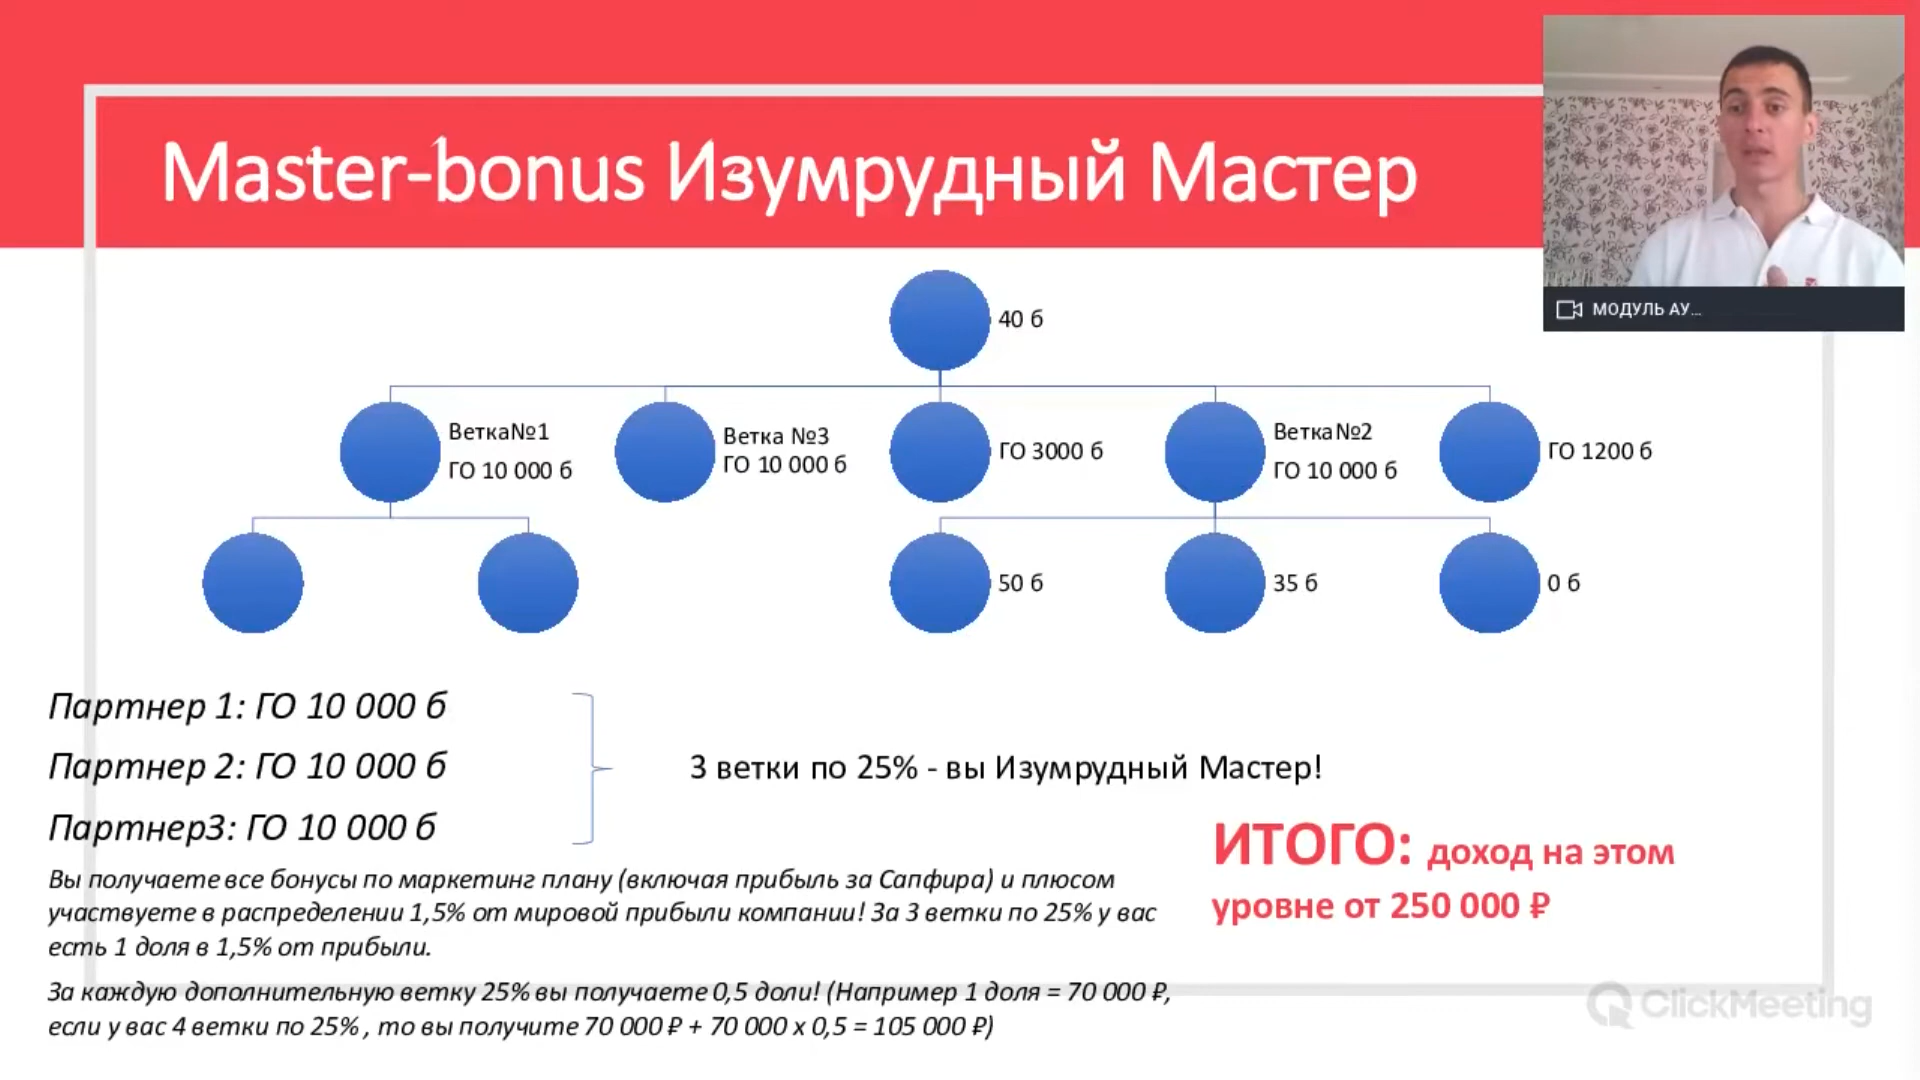 Master-bonus Изумрудный Мастер
МОДУЛЬ АУ...
40 б
Ветка№1
ГО 10 000 б
Ветка №3
ГО 10 000 б
ГО 3000 б
Ветка№2
ГО 10 000 б
ГО 1200 б
50 б
35 б
0 б
Партнер 1: ГО 10 000 б
Партнер 2: ГО 10 000 б
Партнер3: ГО 10 000 б
3 ветки по 25% - вы Изумрудный Мастер!
Вы получаете все бонусы по маркетинг плану (включая прибыль за Сапфира) и плюсом
участвуете в распределении 1,5% от мировой прибыли компании! За 3 ветки по 25% у вас
есть 1 доля в 1,5% от прибыли.
За каждую дополнительную ветку 25% вы получаете 0,5 доли! (Например 1 доля = 70 000 ₽,
если у вас 4 ветки по 25% , то вы получите 70 000 ₽ + 70 000 х 0,5 = 105 000 ₽)
ИТОГО: доход на этом
уровне от 250 000 ₽
ClickMeeting